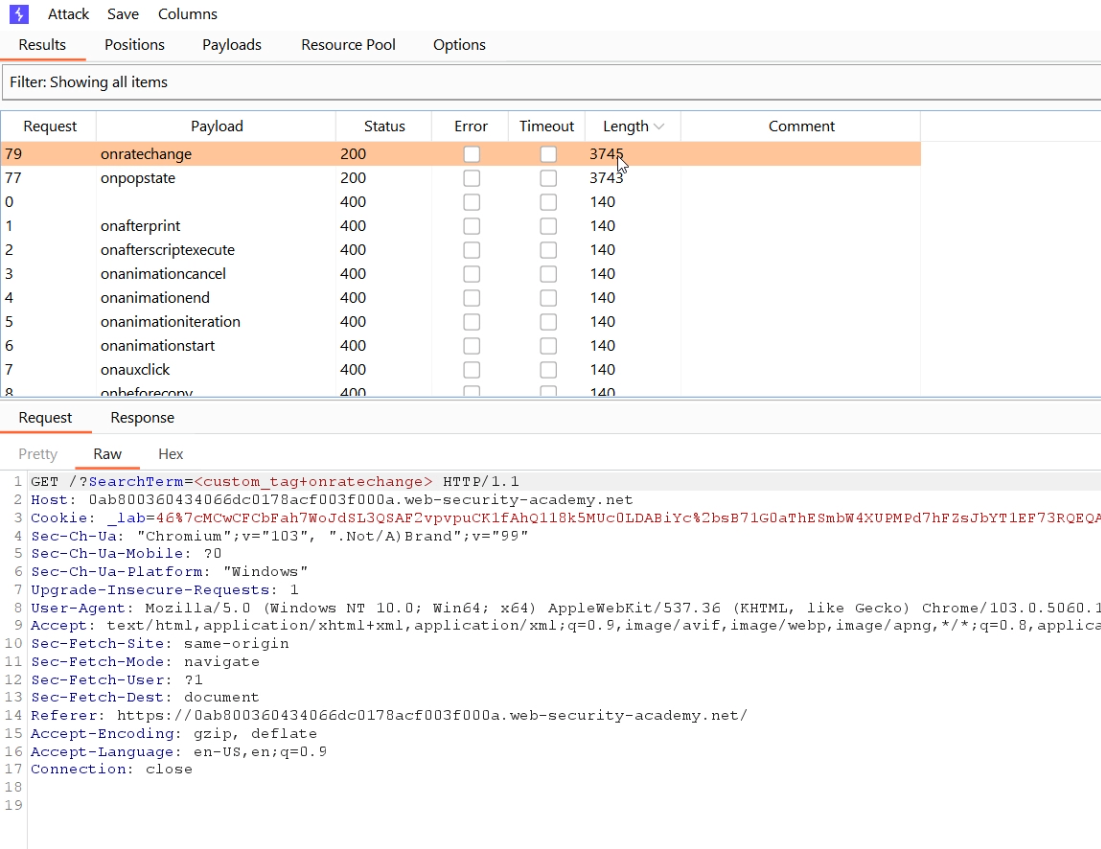 Attack Save Columns
Results Positions Payloads Resource Pool Options
Filter: Showing all items
Request Payload Status Error Timeout Length Comment
79 onratechange 200 3745
77 onpopstate 200 3743
0 400 140
1 onafterprint 400 140
2 onafterscriptexecute 400 140
3 onanimationcancel 400 140
4 onanimationend 400 140
5 onanimationiteration 400 140
6 onanimationstart 400 140
7 onauxclick 400 140
8 onbeforecopy 400 140
Request Response
Pretty Raw Hex
1 GET /?SearchTerm=<custom_tag+onratechange> HTTP/1.1
2 Host: 0ab800360434066dc0178acf003f000a.web-security-academy.net
3 Cookie: _lab=46%7cMCwCFCbFah7WoJdSL3QSAF2vpvpuCK1fAhQ118k5MUc0LDABiYc%2bsB71G0aThESmbW4XUPMPd7hFZsJbYT1EF73RQEQA
4 Sec-Ch-Ua: "Chromium";v="103", ".Not/A)Brand";v="99"
5 Sec-Ch-Ua-Mobile: ?0
6 Sec-Ch-Ua-Platform: "Windows"
7 Upgrade-Insecure-Requests: 1
8 User-Agent: Mozilla/5.0 (Windows NT 10.0; Win64; x64) AppleWebKit/537.36 (KHTML, like Gecko) Chrome/103.0.5060.1
9 Accept: text/html,application/xhtml+xml,application/xml;q=0.9,image/avif,image/webp,image/apng,*/*;q=0.8,applica
10 Sec-Fetch-Site: same-origin
11 Sec-Fetch-Mode: navigate
12 Sec-Fetch-User: ?1
13 Sec-Fetch-Dest: document
14 Referer: https://0ab800360434066dc0178acf003f000a.web-security-academy.net/
15 Accept-Encoding: gzip, deflate
16 Accept-Language: en-US,en;q=0.9
17 Connection: close
18
19